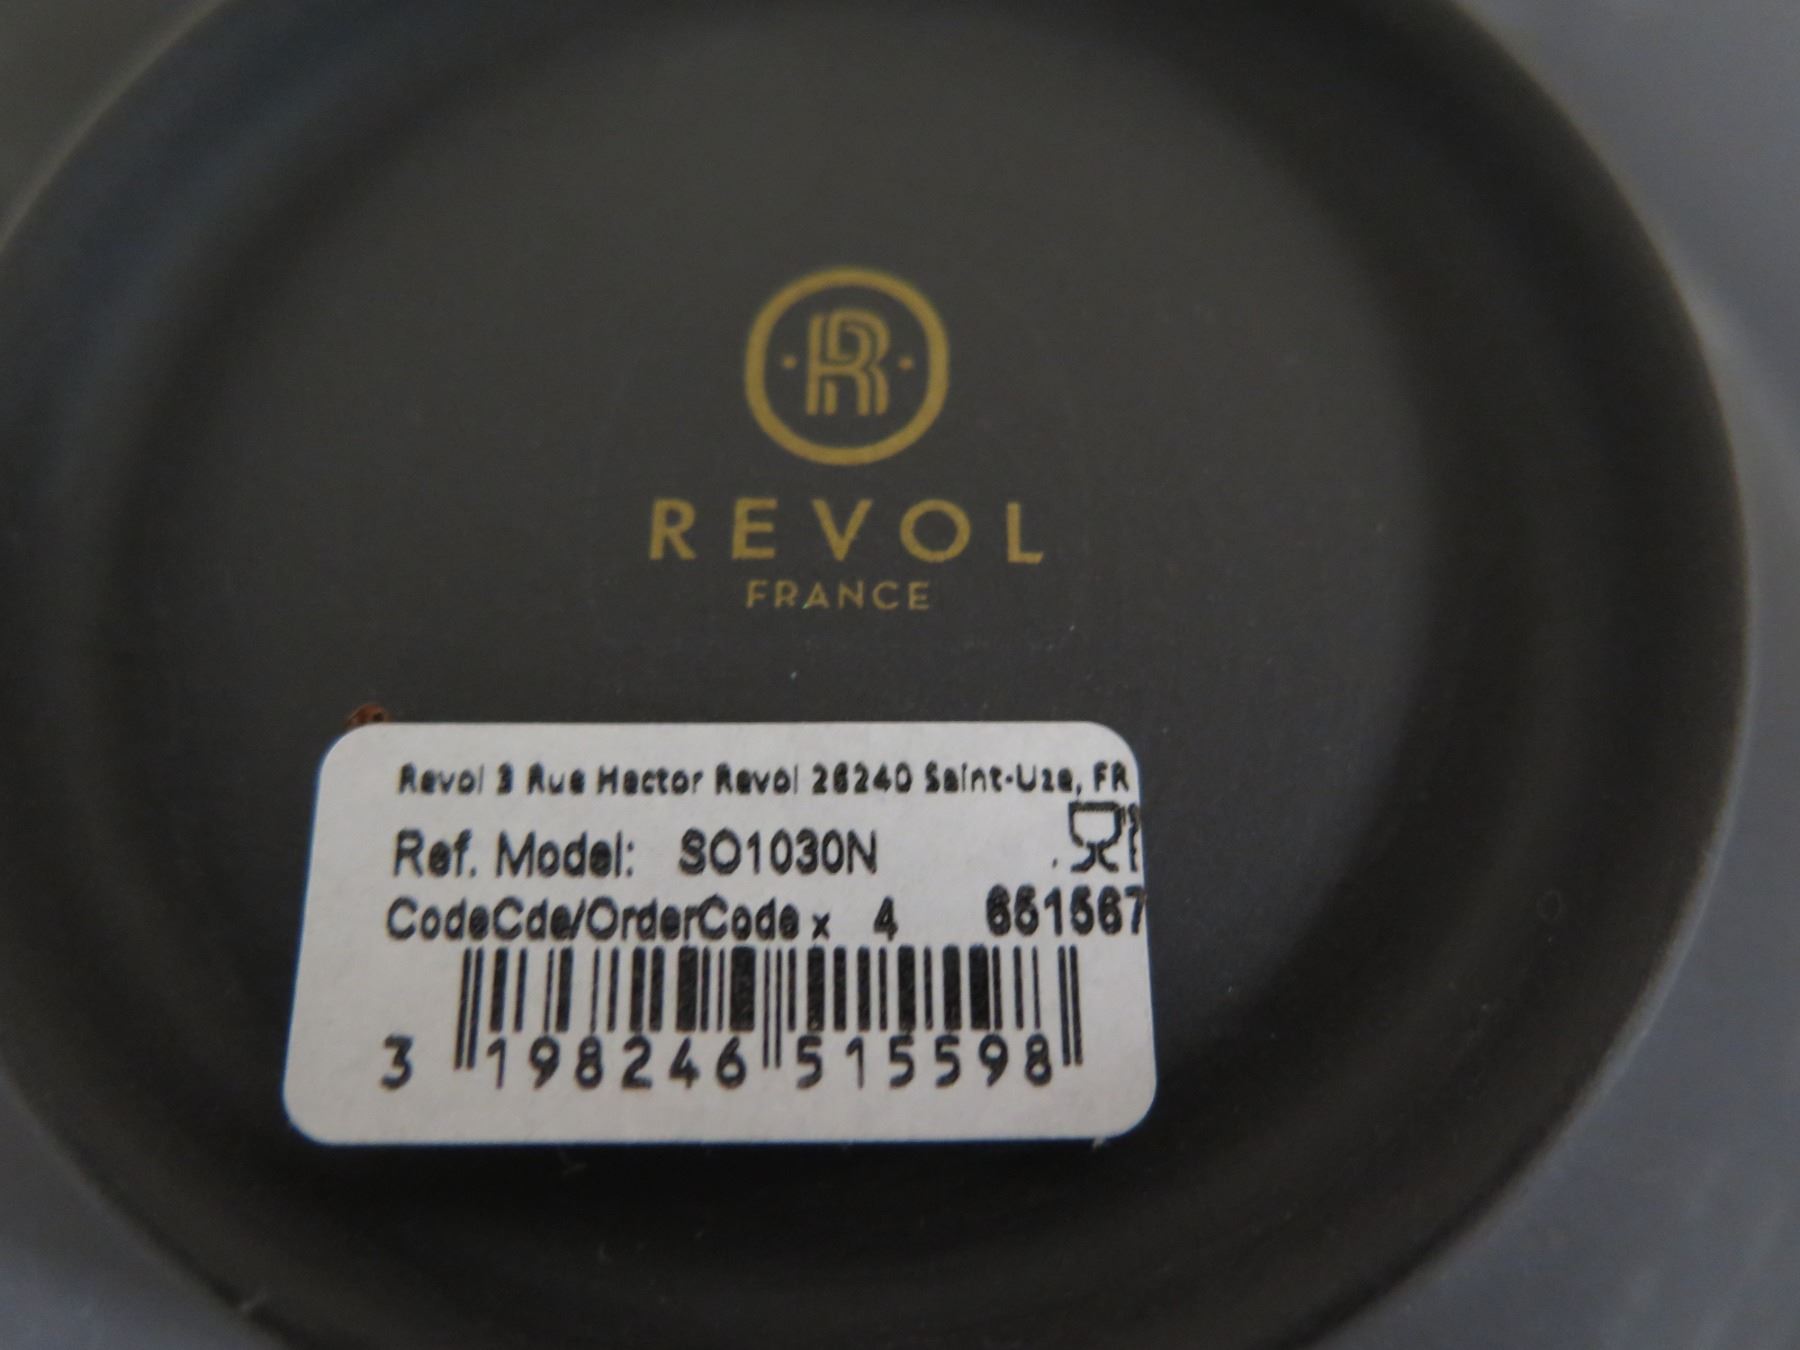 R
REVOL
FRANCE
Revol 3 Rue Hector Revol 26240 Saint-Uze, FR
Ref. Model: SO1030N
CodeCde/OrderCode x 4 651567
3 198246 515598